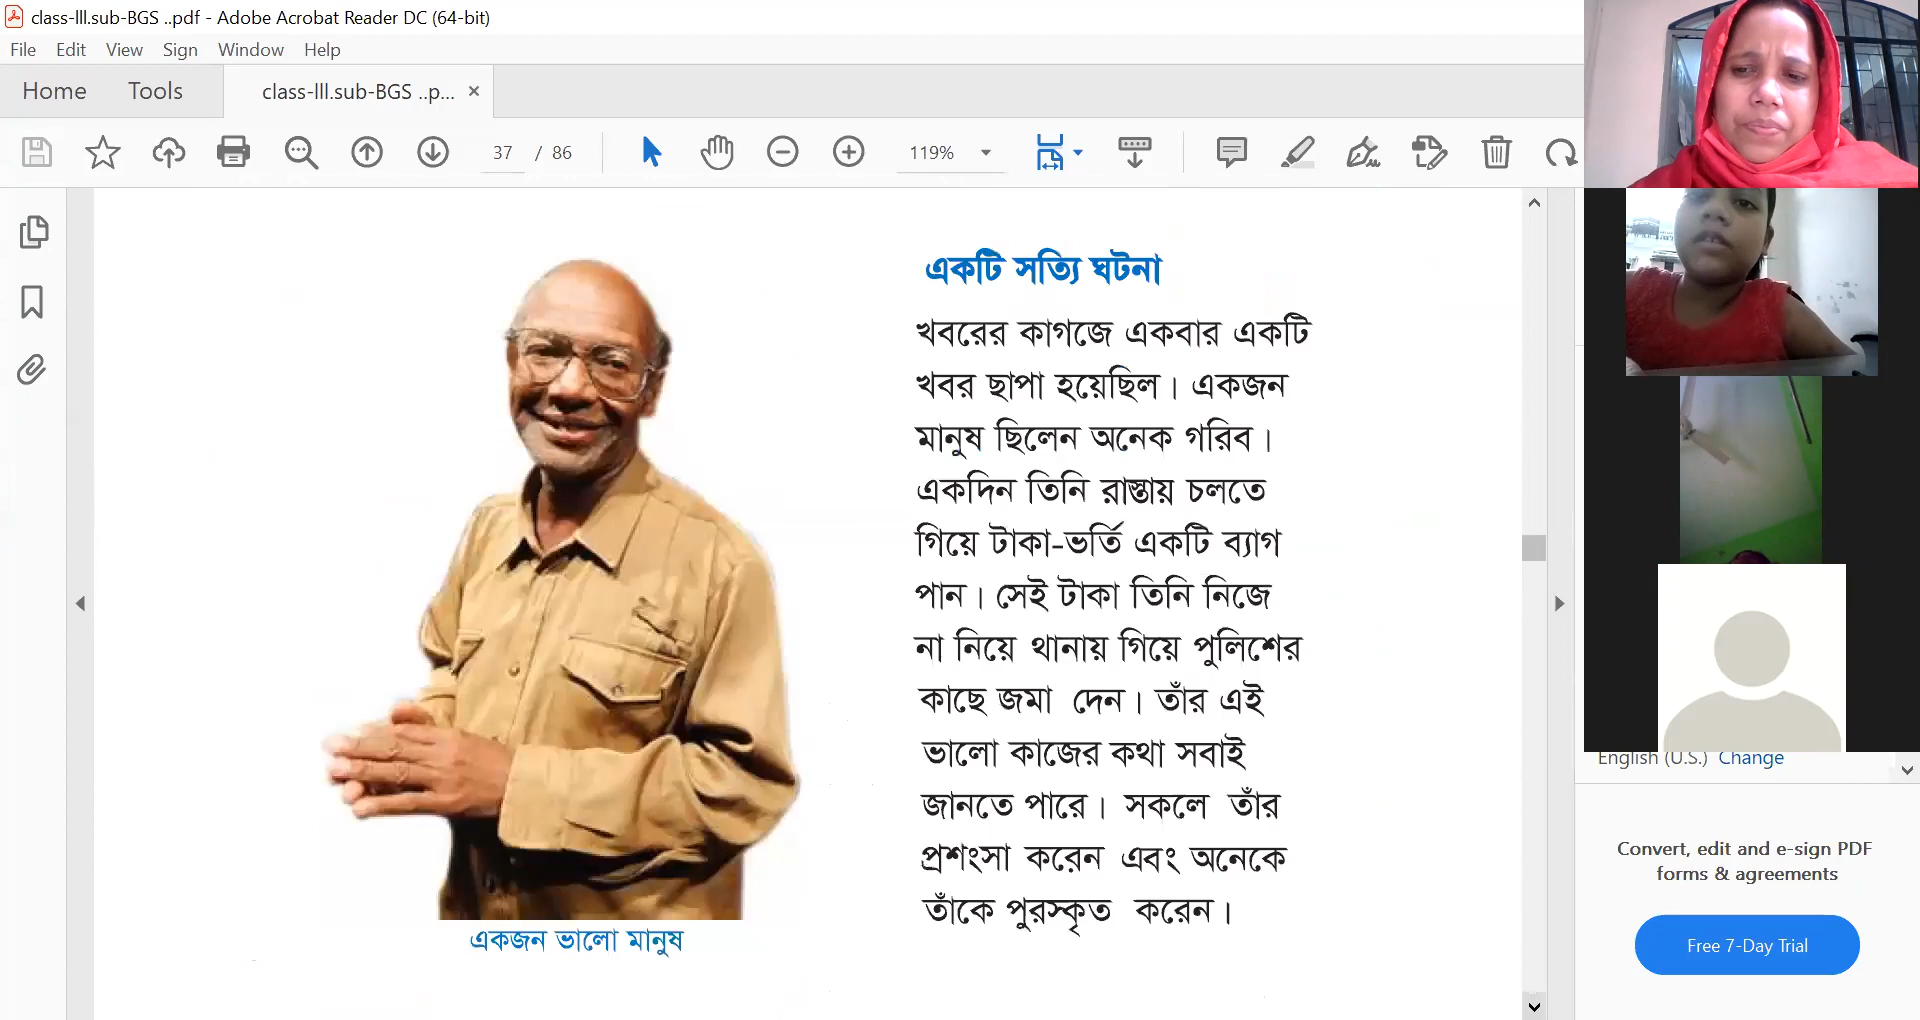 class-lll.sub-BGS ..pdf - Adobe Acrobat Reader DC (64-bit)
File Edit View Sign Window Help
Home Tools class-lll.sub-BGS ..p... ×
37 / 86 119%
একটি সত্যি ঘটনা
খবরের কাগজে একবার একটি
খবর ছাপা হয়েছিল। একজন
মানুষ ছিলেন অনেক গরিব।
একদিন তিনি রাস্তায় চলতে
গিয়ে টাকা-ভর্তি একটি ব্যাগ
পান। সেই টাকা তিনি নিজে
না নিয়ে থানায় গিয়ে পুলিশের
কাছে জমা দেন। তাঁর এই
ভালো কাজের কথা সবাই
জানতে পারে। সকলে তাঁর
প্রশংসা করেন এবং অনেকে
তাঁকে পুরস্কৃত করেন।
একজন ভালো মানুষ
English (U.S.) Change
Convert, edit and e-sign PDF
forms & agreements
Free 7-Day Trial